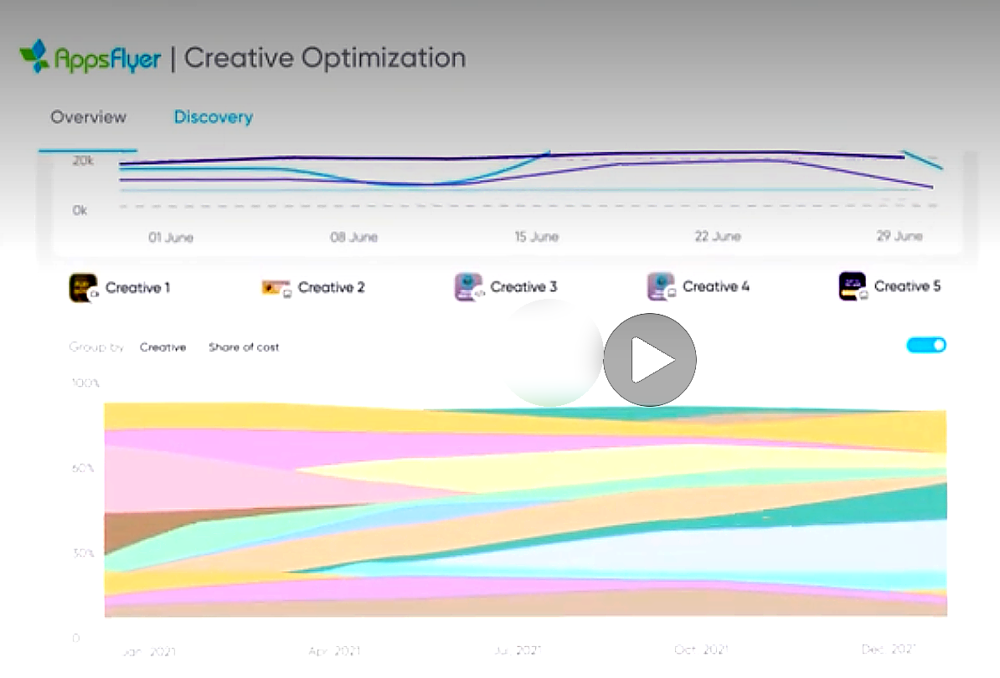 AppsFlyer | Creative Optimization
Overview Discovery
20k
0k
01 June 08 June 15 June 22 June 29 June
Creative 1 Creative 2 Creative 3 Creative 4 Creative 5
Group by Creative Share of cost
100%
60%
30%
0
Jan. 2021 Apr. 2021 Jul. 2021 Oct. 2021 Dec. 2021